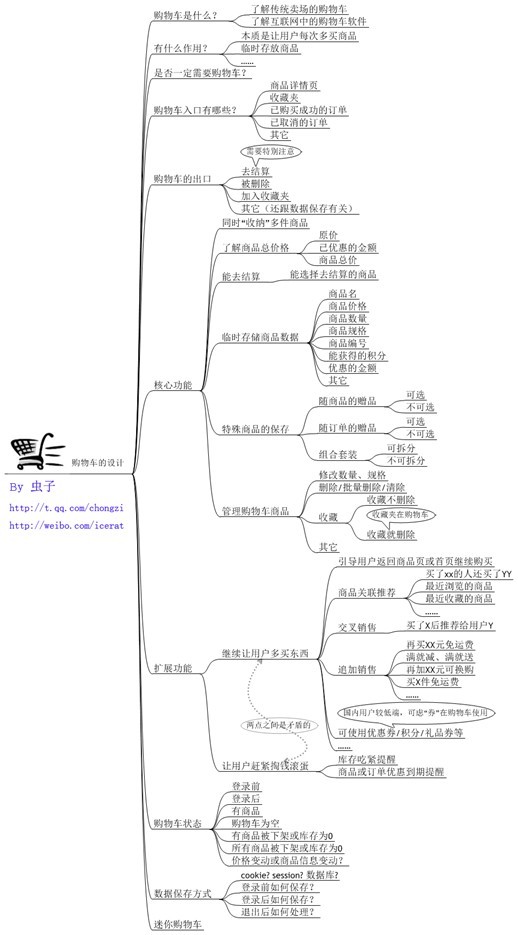 购物车是什么？
了解传统卖场的购物车
了解互联网中的购物车软件
有什么作用？
本质是让用户每次多买商品
临时存放商品
……
是否一定需要购物车？
购物车入口有哪些？
商品详情页
收藏夹
已购买成功的订单
已取消的订单
其它
需要特别注意
购物车的出口
去结算
被删除
加入收藏夹
其它（还跟数据保存有关）
核心功能
同时“收纳”多件商品
了解商品总价格
原价
已优惠的金额
商品总价
能去结算
能选择去结算的商品
临时存储商品数据
商品名
商品价格
商品数量
商品规格
商品编号
能获得的积分
优惠的金额
其它
特殊商品的保存
随商品的赠品
可选
不可选
随订单的赠品
可选
不可选
组合套装
可拆分
不可拆分
管理购物车商品
修改数量、规格
删除/批量删除/清除
收藏
收藏不删除
收藏夹在购物车
收藏就删除
其它
购物车的设计
By 虫子
http://t.qq.com/chongzi
http://weibo.com/icerat
扩展功能
继续让用户多买东西
引导用户返回商品页或首页继续购买
商品关联推荐
买了xx的人还买了YY
最近浏览的商品
最近收藏的商品
……
交叉销售
买了X后推荐给用户Y
追加销售
再买XX元免运费
满就减、满就送
再加XX元可换购
买X件免运费
……
国内用户较低端，可虑“券”在购物车使用
可使用优惠券/积分/礼品券等
……
两点之间是矛盾的
让用户赶紧掏钱滚蛋
库存吃紧提醒
商品或订单优惠到期提醒
购物车状态
登录前
登录后
有商品
购物车为空
有商品被下架或库存为0
所有商品被下架或库存为0
价格变动或商品信息变动？
数据保存方式
cookie? session? 数据库?
登录前如何保存？
登录后如何保存？
退出后如何处理？
迷你购物车